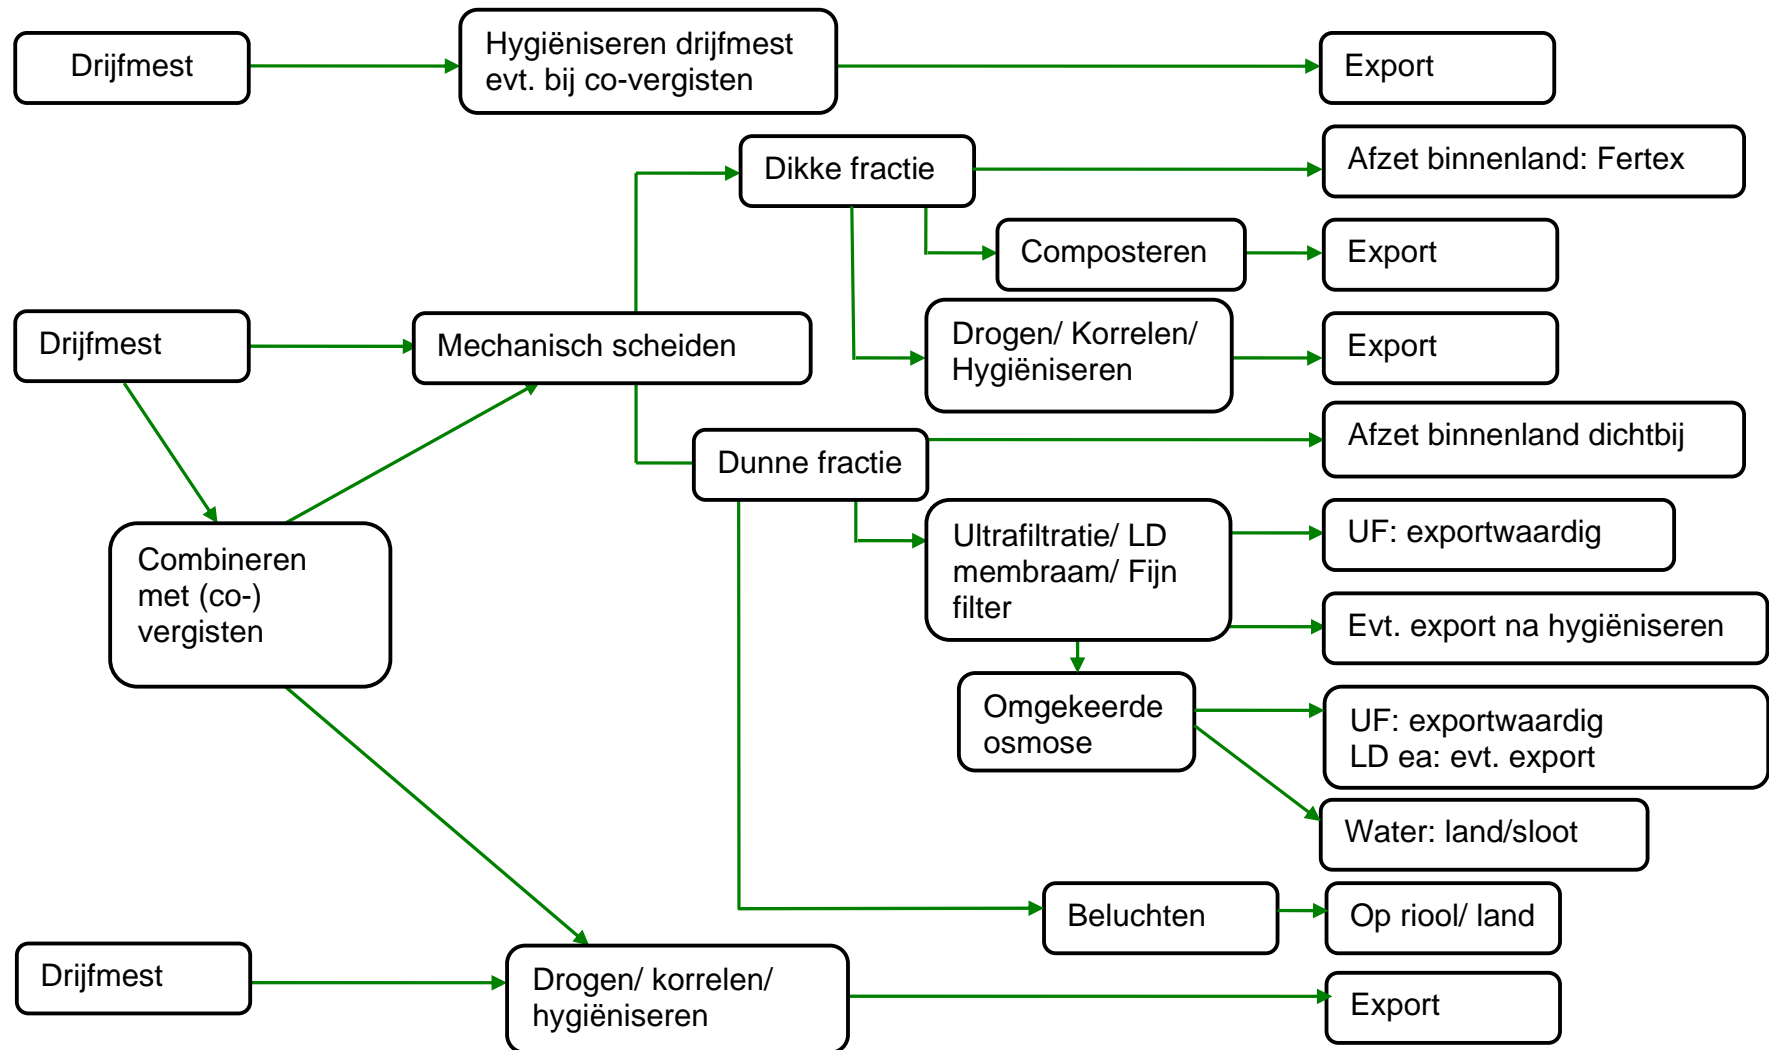 Drijfmest
Hygiëniseren drijfmest
evt. bij co-vergisten
Export
Dikke fractie
Afzet binnenland: Fertex
Composteren
Export
Drijfmest
Mechanisch scheiden
Drogen/ Korrelen/
Hygiëniseren
Export
Dunne fractie
Afzet binnenland dichtbij
Combineren
met (co-)
vergisten
Ultrafiltratie/ LD
membraam/ Fijn
filter
UF: exportwaardig
Evt. export na hygiëniseren
Omgekeerde
osmose
UF: exportwaardig
LD ea: evt. export
Water: land/sloot
Beluchten
Op riool/ land
Drijfmest
Drogen/ korrelen/
hygiëniseren
Export